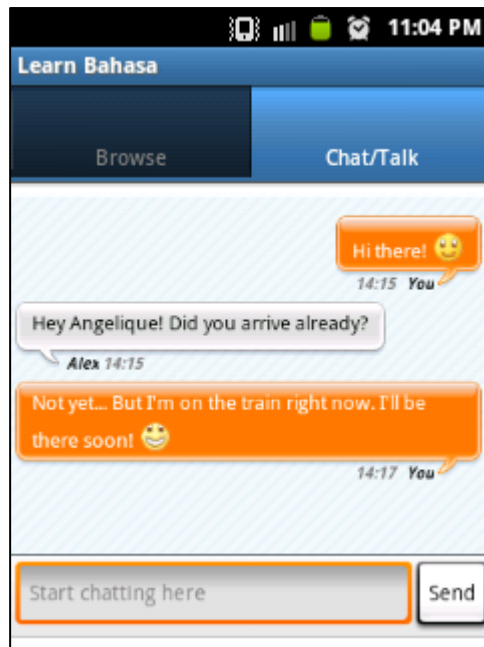 11:04 PM
Learn Bahasa
Browse
Chat/Talk
Hi there!
14:15 You
Hey Angelique! Did you arrive already?
Alex 14:15
Not yet... But I'm on the train right now. I'll be
there soon!
14:17 You
Start chatting here
Send